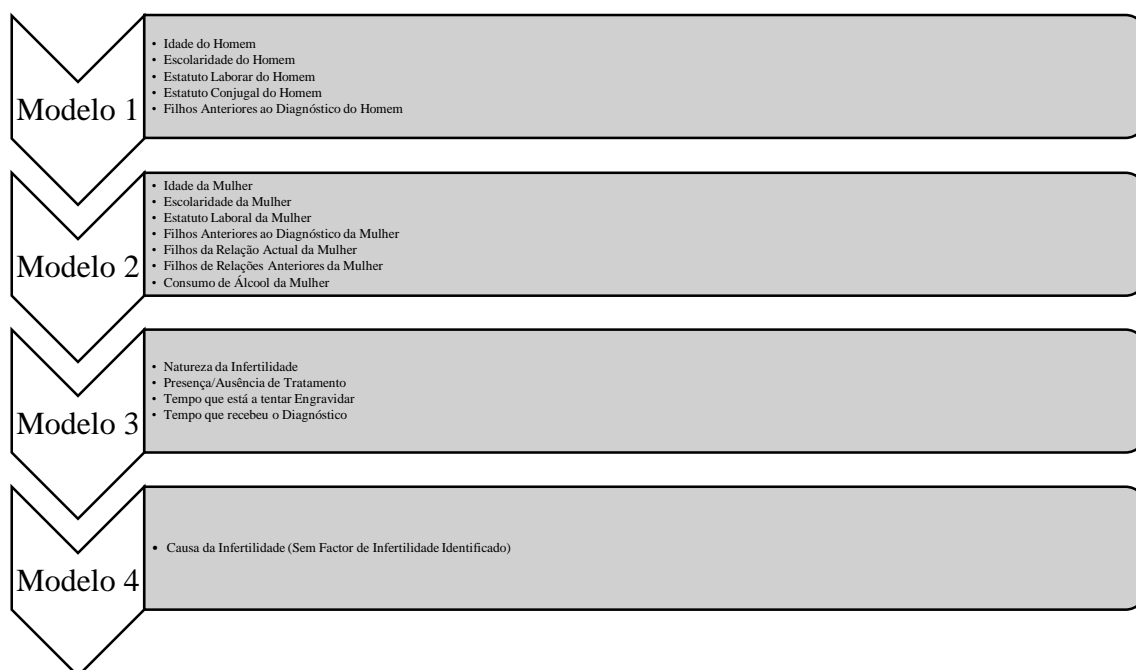 Modelo 1
• Idade do Homem
• Escolaridade do Homem
• Estatuto Laborar do Homem
• Estatuto Conjugal do Homem
• Filhos Anteriores ao Diagnóstico do Homem
Modelo 2
• Idade da Mulher
• Escolaridade da Mulher
• Estatuto Laboral da Mulher
• Filhos Anteriores ao Diagnóstico da Mulher
• Filhos da Relação Actual da Mulher
• Filhos de Relações Anteriores da Mulher
• Consumo de Álcool da Mulher
Modelo 3
• Natureza da Infertilidade
• Presença/Ausência de Tratamento
• Tempo que está a tentar Engravidar
• Tempo que recebeu o Diagnóstico
Modelo 4
• Causa da Infertilidade (Sem Factor de Infertilidade Identificado)